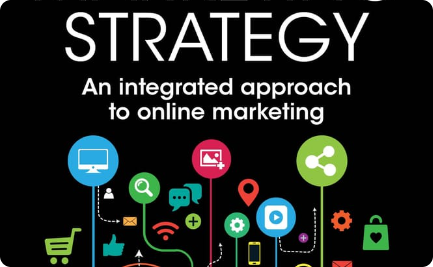 STRATEGY
An integrated approach
to online marketing